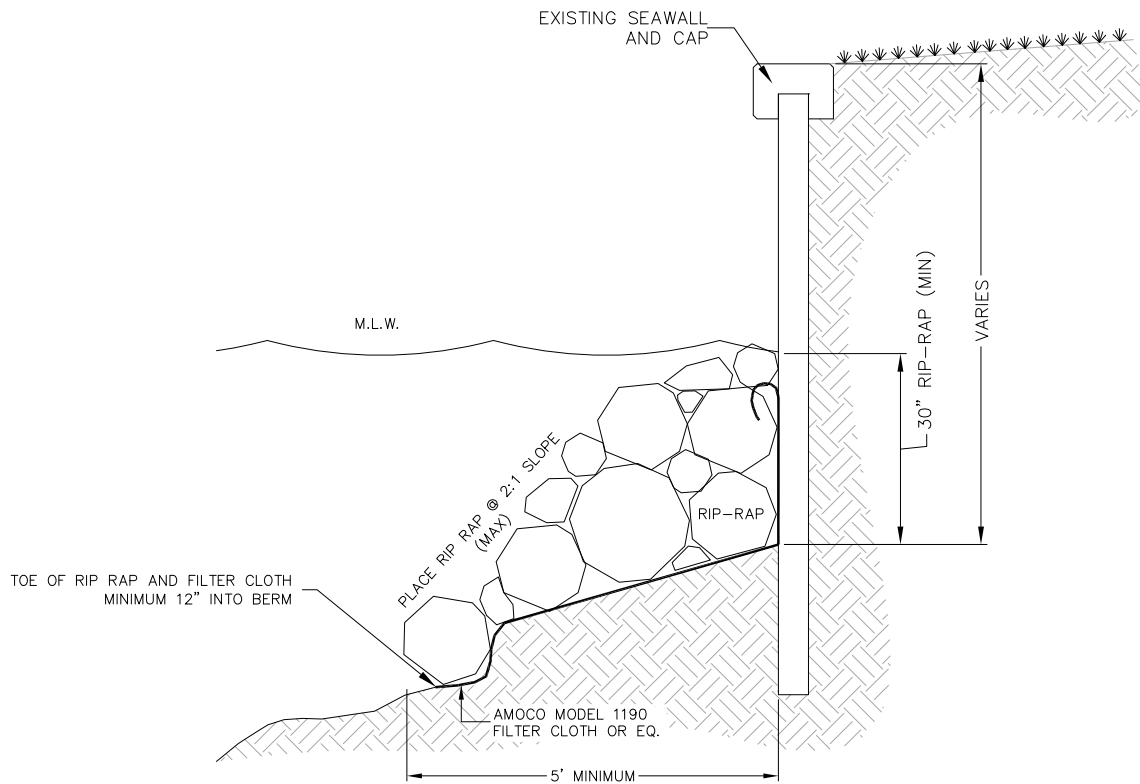 EXISTING SEAWALL
AND CAP
M.L.W.
30" RIP-RAP (MIN)
VARIES
PLACE RIP RAP @ 2:1 SLOPE
(MAX)
RIP-RAP
TOE OF RIP RAP AND FILTER CLOTH
MINIMUM 12" INTO BERM
AMOCO MODEL 1190
FILTER CLOTH OR EQ.
5' MINIMUM